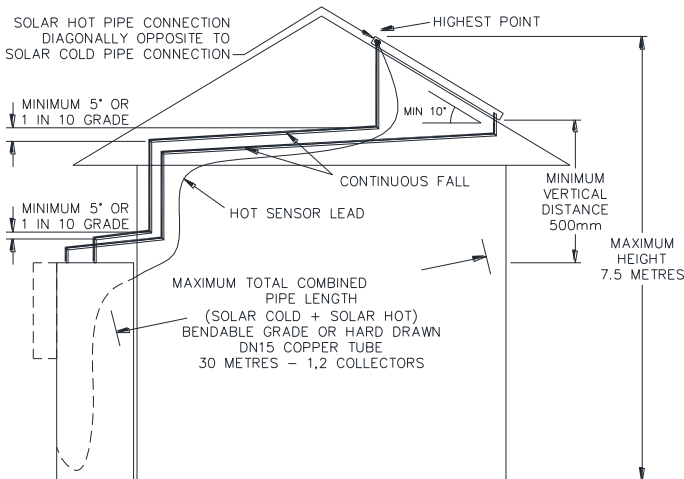 SOLAR HOT PIPE CONNECTION
DIAGONALLY OPPOSITE TO
SOLAR COLD PIPE CONNECTION
HIGHEST POINT
MINIMUM 5° OR
1 IN 10 GRADE
MIN 10°
CONTINUOUS FALL
HOT SENSOR LEAD
MINIMUM
VERTICAL
DISTANCE
500mm
MINIMUM 5° OR
1 IN 10 GRADE
MAXIMUM
HEIGHT
7.5 METRES
MAXIMUM TOTAL COMBINED
PIPE LENGTH
(SOLAR COLD + SOLAR HOT)
BENDABLE GRADE OR HARD DRAWN
DN15 COPPER TUBE
30 METRES – 1,2 COLLECTORS